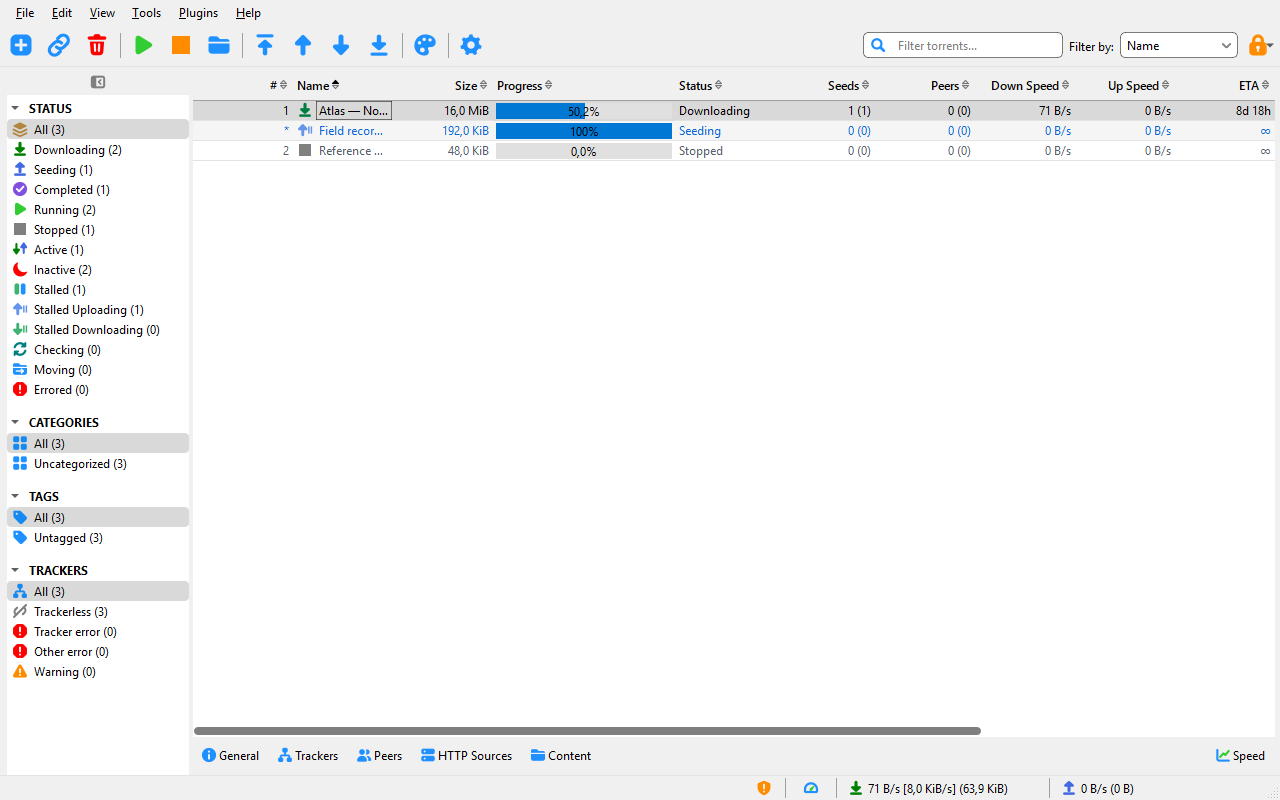 File Edit View Tools Plugins Help
Filter torrents... Filter by: Name
# Name Size Progress Status Seeds Peers Down Speed Up Speed ETA
1 Atlas — No... 16,0 MiB 50,2% Downloading 1 (1) 0 (0) 71 B/s 0 B/s 8d 18h
* Field recor... 192,0 KiB 100% Seeding 0 (0) 0 (0) 0 B/s 0 B/s ∞
2 Reference ... 48,0 KiB 0,0% Stopped 0 (0) 0 (0) 0 B/s 0 B/s ∞
STATUS
All (3)
Downloading (2)
Seeding (1)
Completed (1)
Running (2)
Stopped (1)
Active (1)
Inactive (2)
Stalled (1)
Stalled Uploading (1)
Stalled Downloading (0)
Checking (0)
Moving (0)
Errored (0)
CATEGORIES
All (3)
Uncategorized (3)
TAGS
All (3)
Untagged (3)
TRACKERS
All (3)
Trackerless (3)
Tracker error (0)
Other error (0)
Warning (0)
General Trackers Peers HTTP Sources Content Speed
71 B/s [8,0 KiB/s] (63,9 KiB) 0 B/s (0 B)